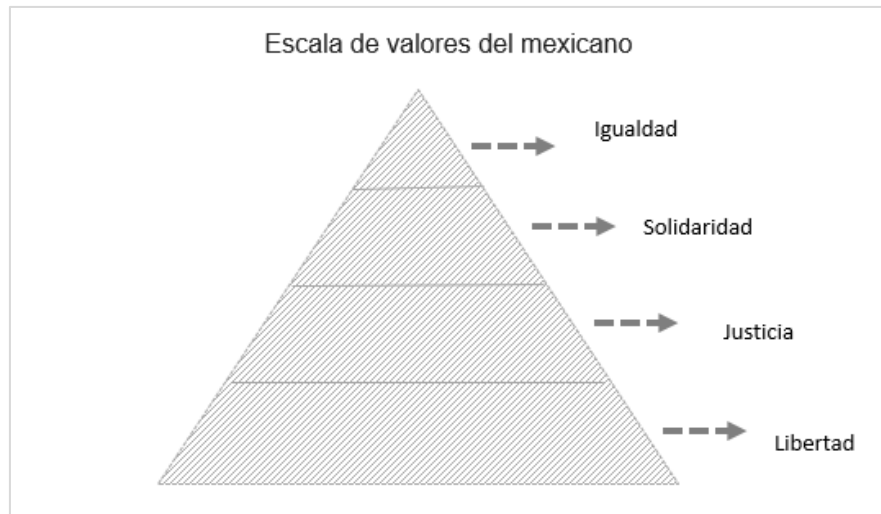 Escala de valores del mexicano
Igualdad
Solidaridad
Justicia
Libertad